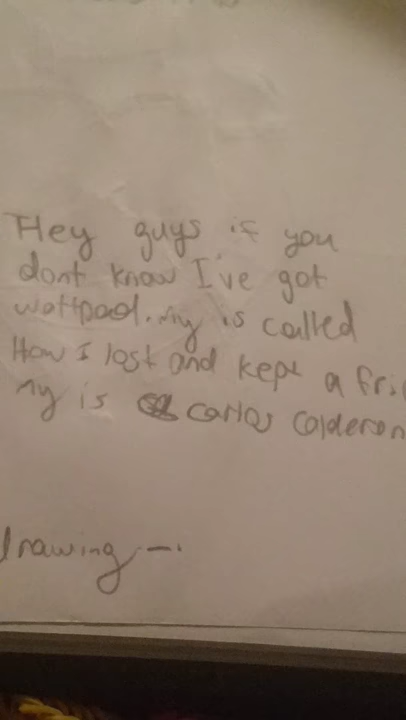 Hey guys if you
dont know I've got
wattpad. my is called
How I lost and kept a fri
my is Carlos Calderon
drawing —.